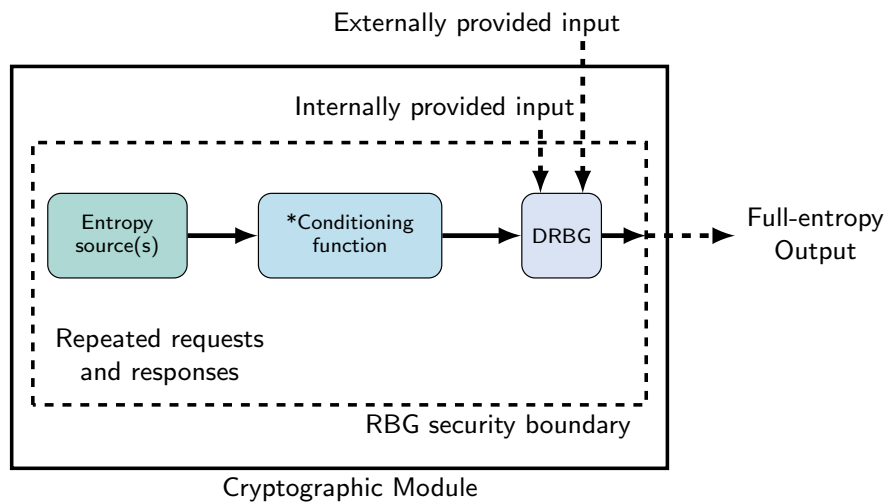 Externally provided input
Internally provided input
Entropy
source(s)
*Conditioning
function
DRBG
Full-entropy
Output
Repeated requests
and responses
RBG security boundary
Cryptographic Module